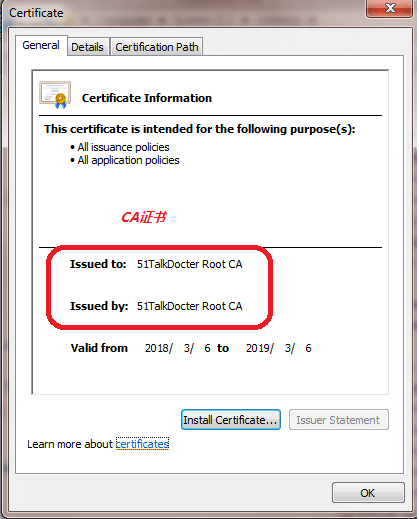 Certificate
General
Details
Certification Path
Certificate Information
This certificate is intended for the following purpose(s):
• All issuance policies
• All application policies
CA证书
Issued to: 51TalkDocter Root CA
Issued by: 51TalkDocter Root CA
Valid from 2018/ 3/ 6 to 2019/ 3/ 6
Install Certificate...
Issuer Statement
Learn more about certificates
OK